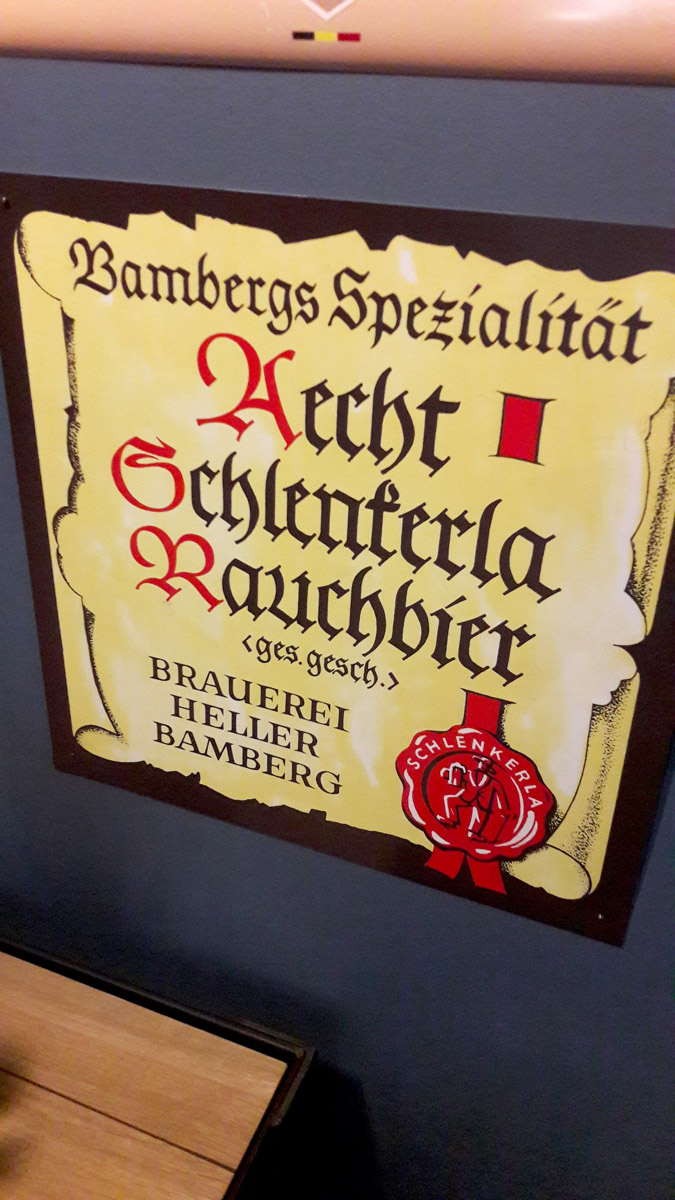 Bambergs Spezialität
Aecht
Schlenkerla
Rauchbier
<ges. gesch.>
BRAUEREI
HELLER
BAMBERG
SCHLENKERLA